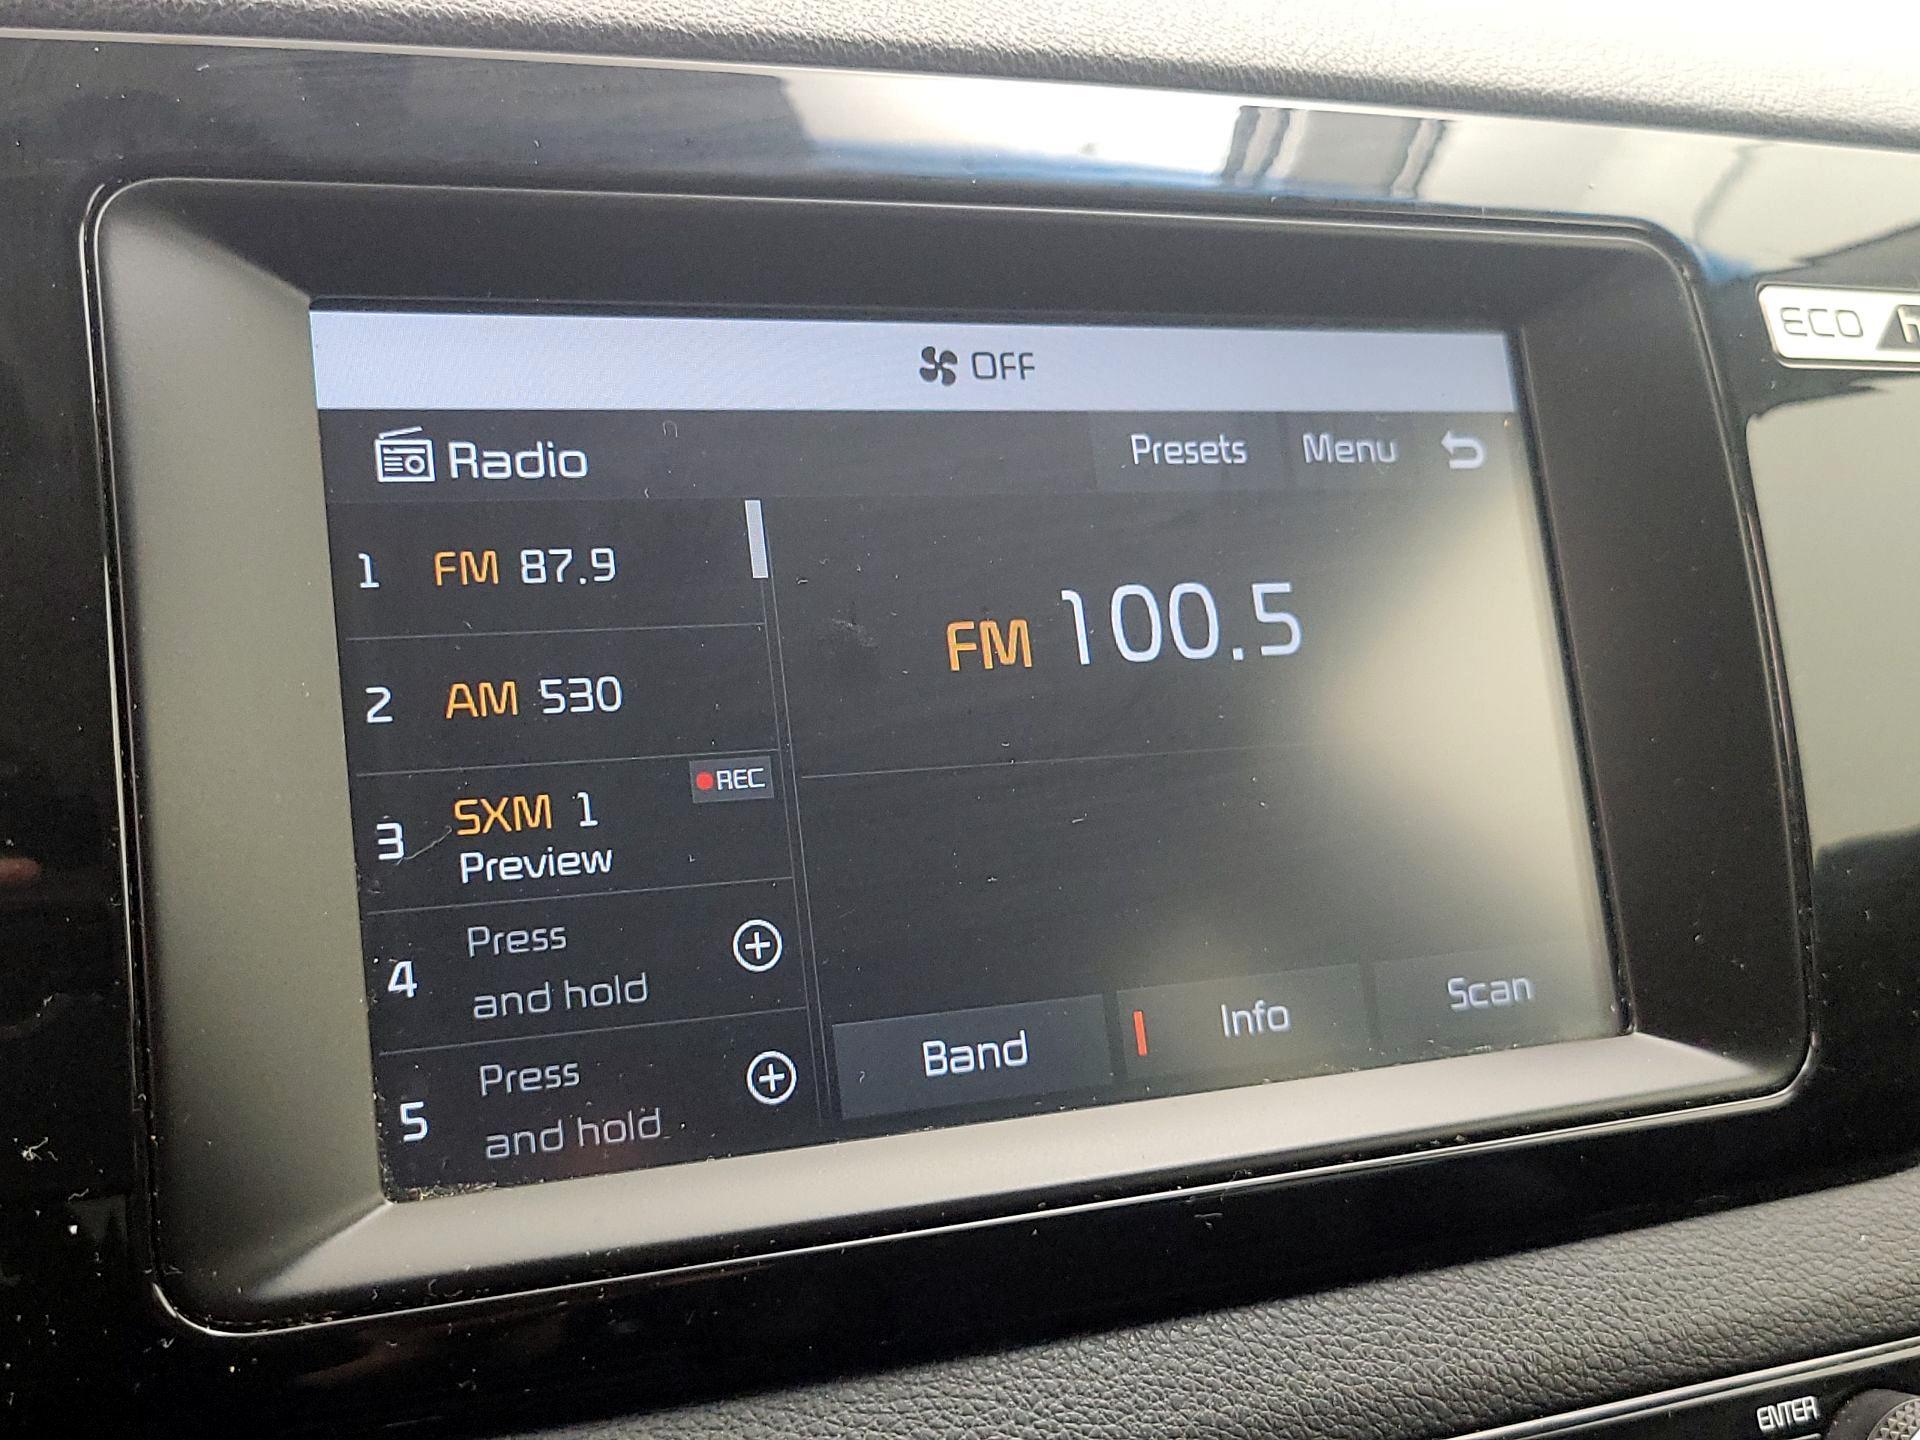 OFF
ECO
Radio
Presets
Menu
1 FM 87.9
FM 100.5
2 AM 530
REC
3 SXM 1
Preview
4 Press
and hold
5 Press
and hold
Band
Info
Scan
ENTER